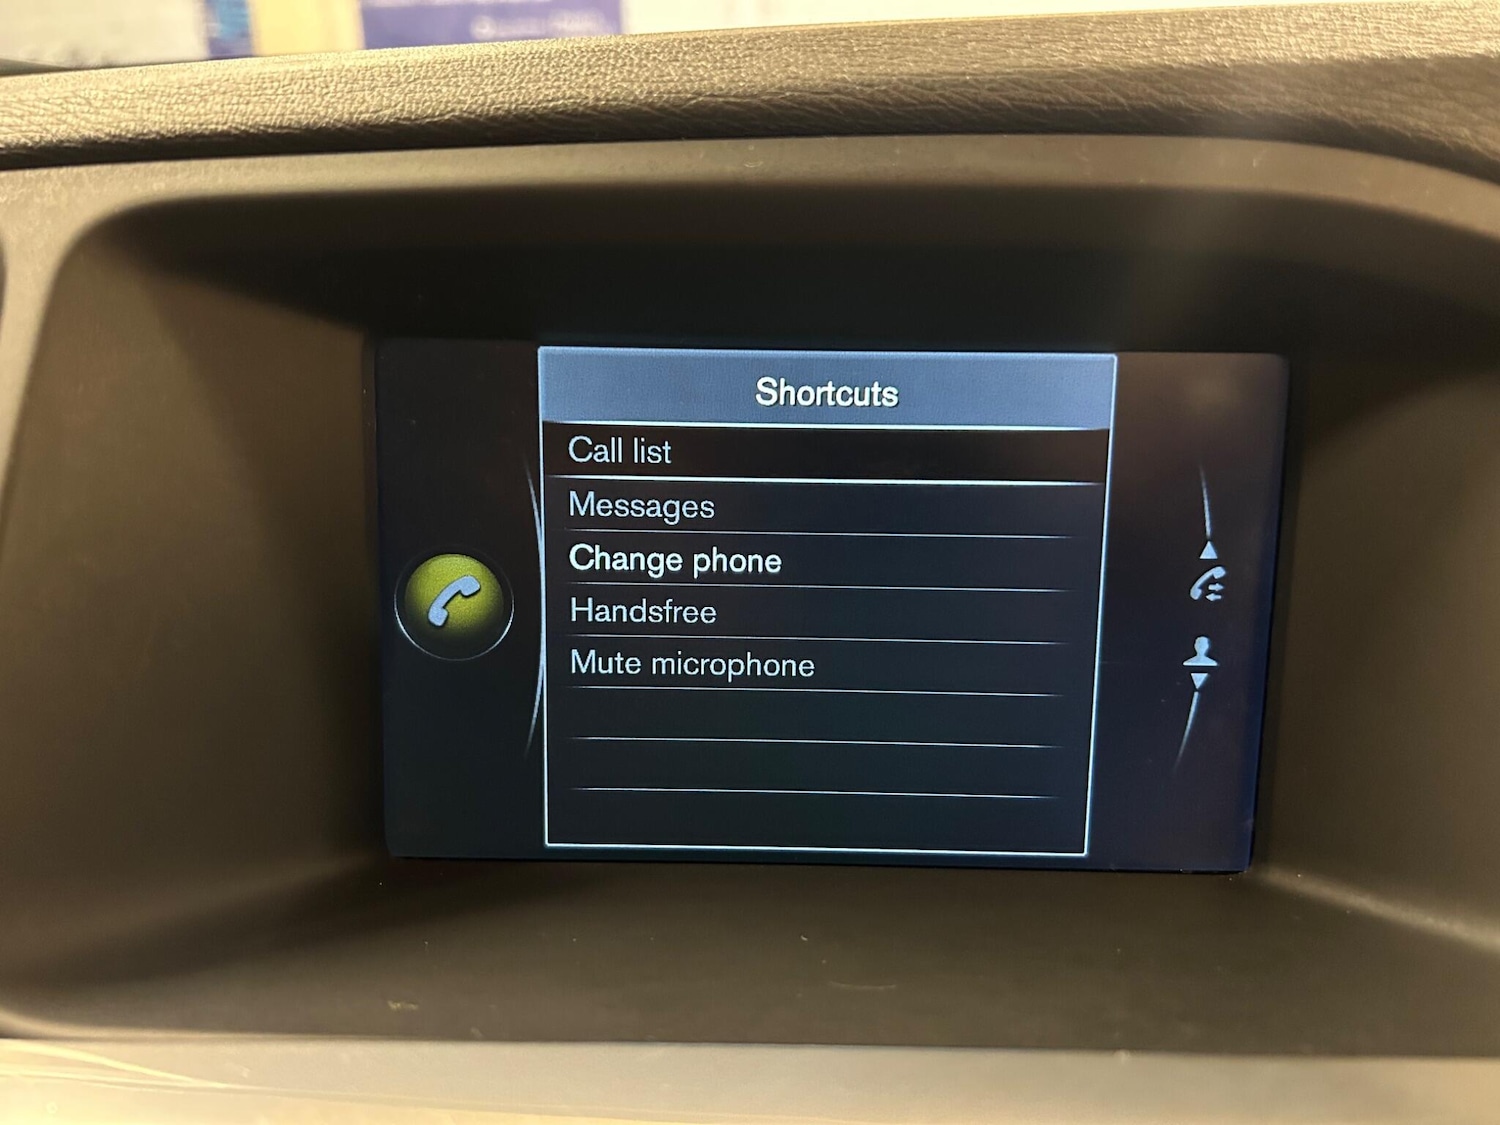 Shortcuts
Call list
Messages
Change phone
Handsfree
Mute microphone